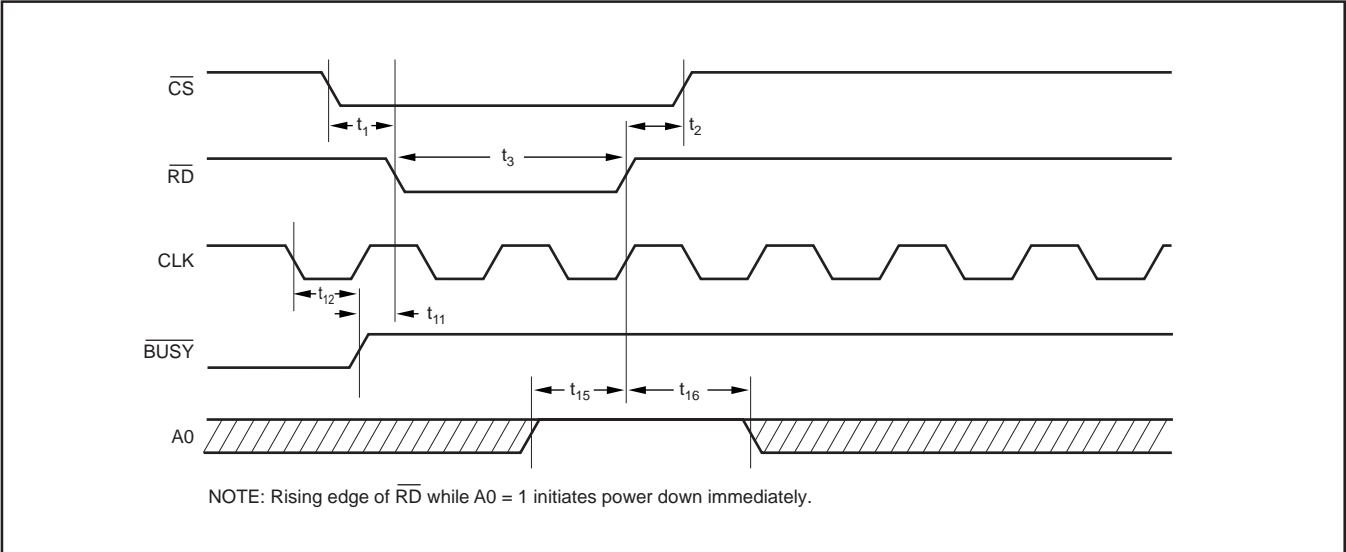 CS
t1
t2
RD
t3
CLK
t12
t11
BUSY
t15
t16
A0
NOTE: Rising edge of RD while A0 = 1 initiates power down immediately.